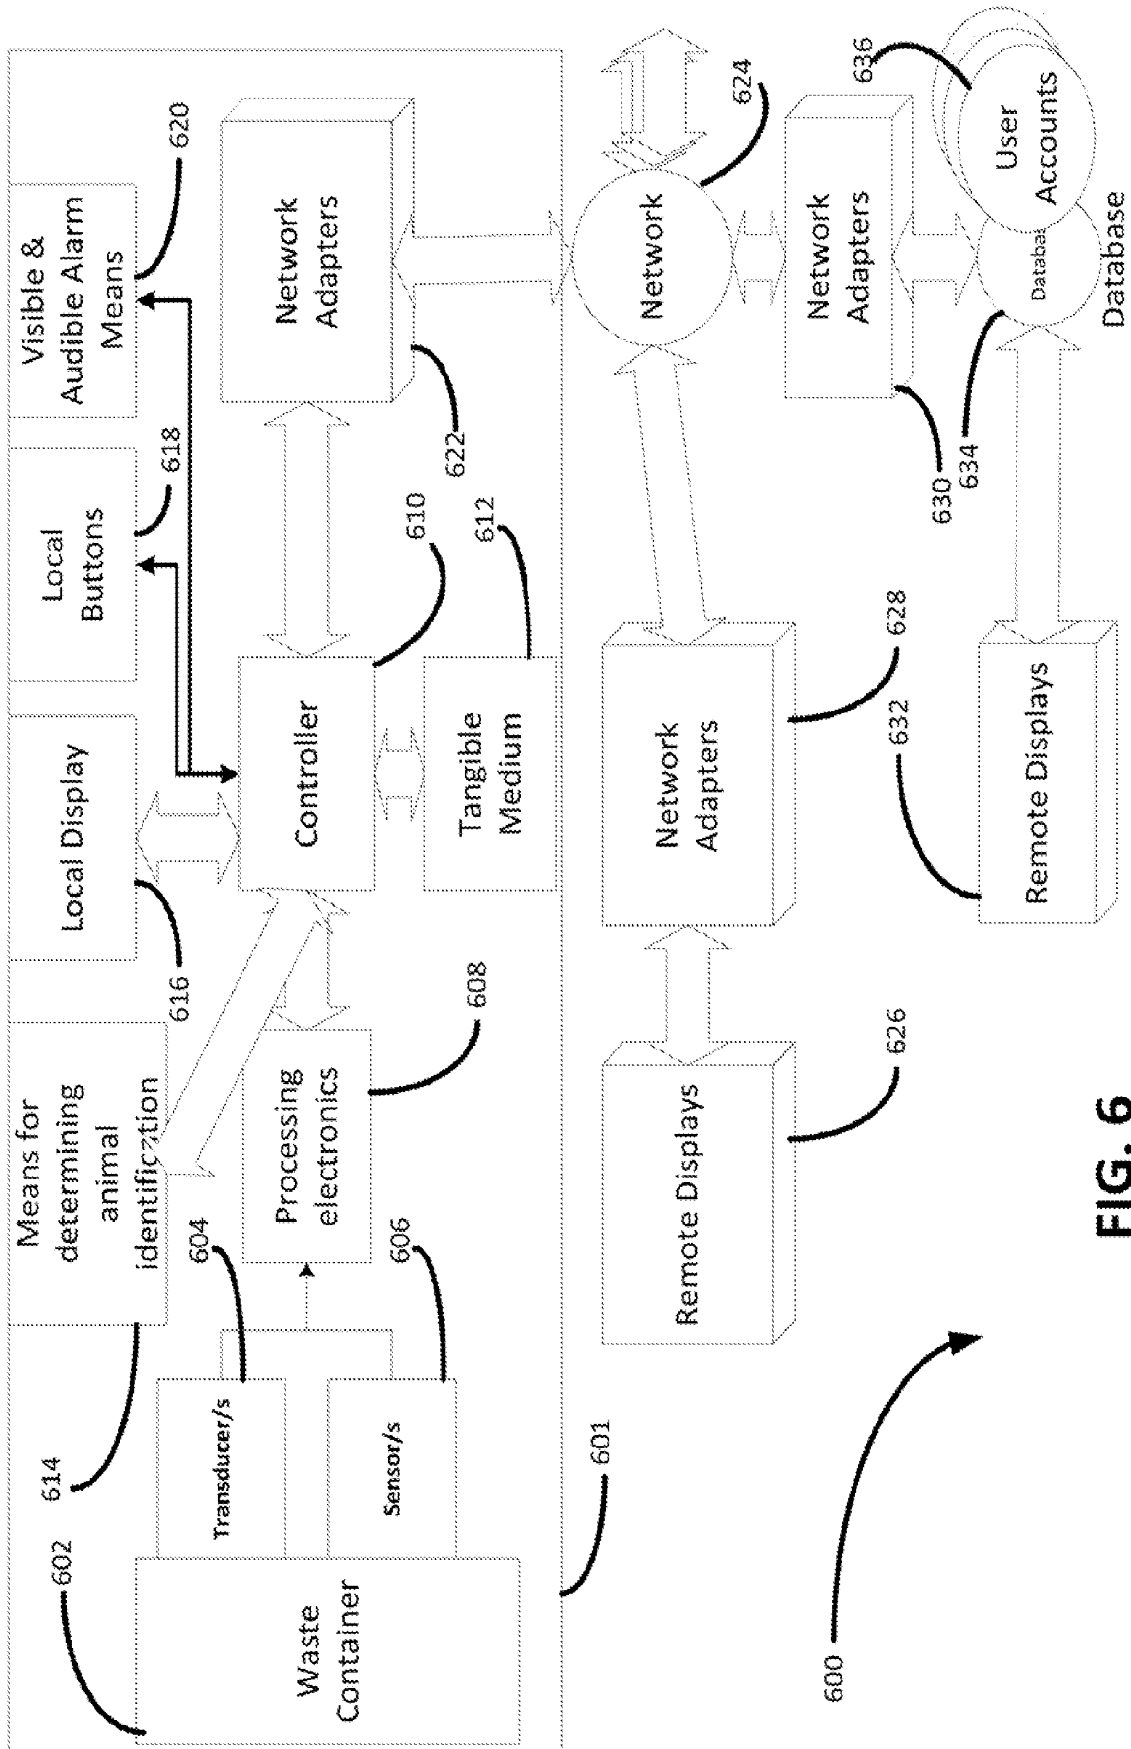 602
Waste
Container
Transducer/s
Sensor/s
614
Means for
determining
animal
identification
604
606
Processing
electronics
608
616
Local Display
Controller
610
Tangible
Medium
612
Local
Buttons
618
Visible &
Audible Alarm
Means
620
Network
Adapters
622
601
Remote Displays
626
Network
Adapters
628
Network
624
632
Remote Displays
Network
Adapters
630
634
636
User
Accounts
Databas
Database
600
FIG. 6